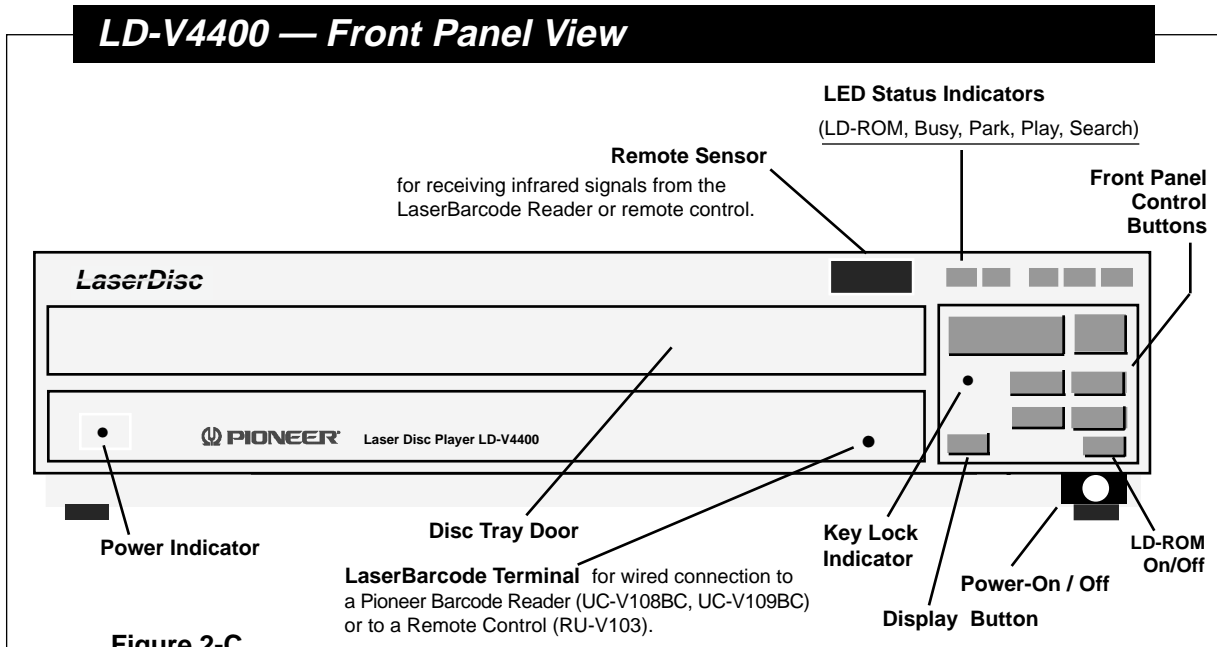 LD-V4400 — Front Panel View
LED Status Indicators
(LD-ROM, Busy, Park, Play, Search)
Remote Sensor
for receiving infrared signals from the
LaserBarcode Reader or remote control.
Front Panel
Control
Buttons
LaserDisc
PIONEER Laser Disc Player LD-V4400
Power Indicator
Disc Tray Door
Key Lock
Indicator
LD-ROM
On/Off
Power-On / Off
LaserBarcode Terminal for wired connection to
a Pioneer Barcode Reader (UC-V108BC, UC-V109BC)
or to a Remote Control (RU-V103).
Display Button
Figure 2-C